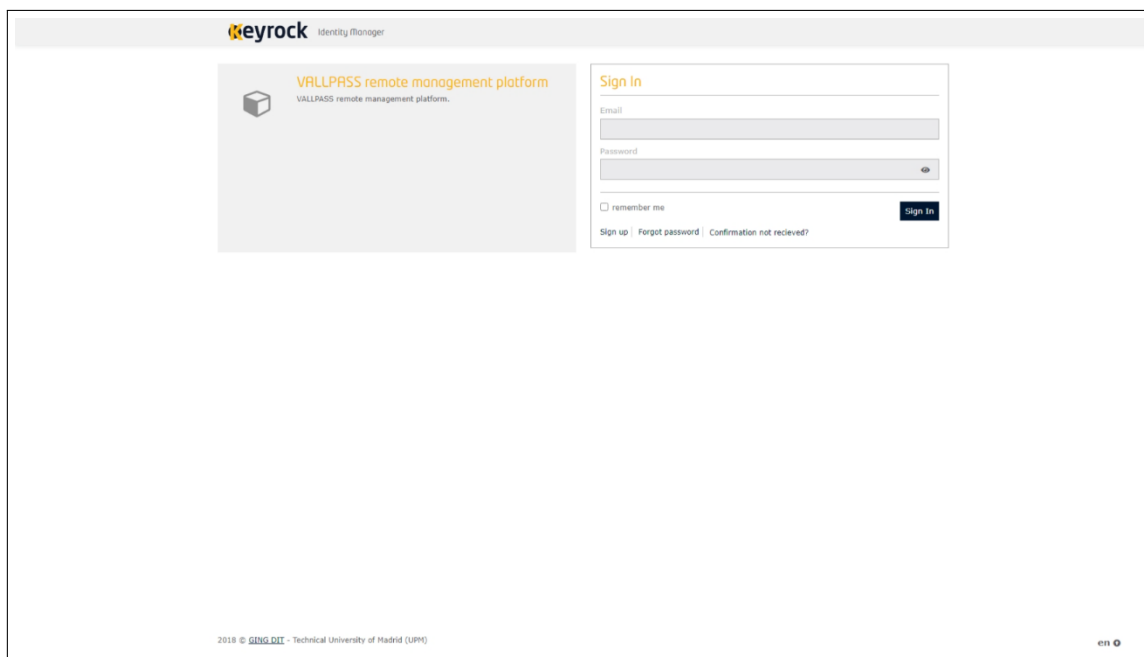 Keyrock Identity Manager
VALLPASS remote management platform
VALLPASS remote management platform.
Sign In
Email
Password
remember me
Sign In
Sign up
Forgot password
Confirmation not recieved?
2018 © GING DIT - Technical University of Madrid (UPM)
en